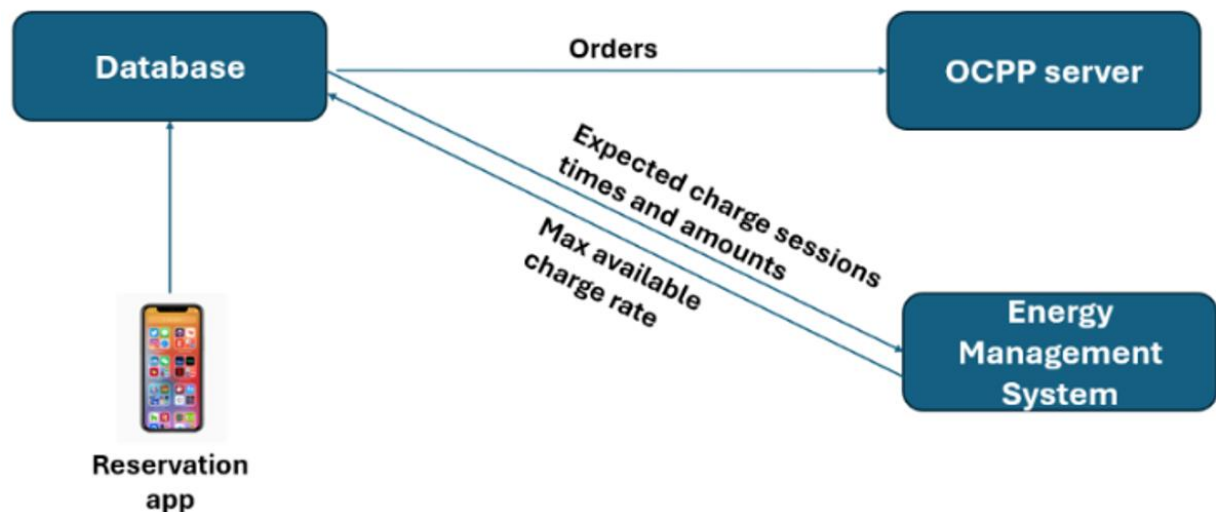 Database
Orders
OCPP server
Expected charge sessions
times and amounts
Max available
charge rate
Energy
Management
System
Reservation
app